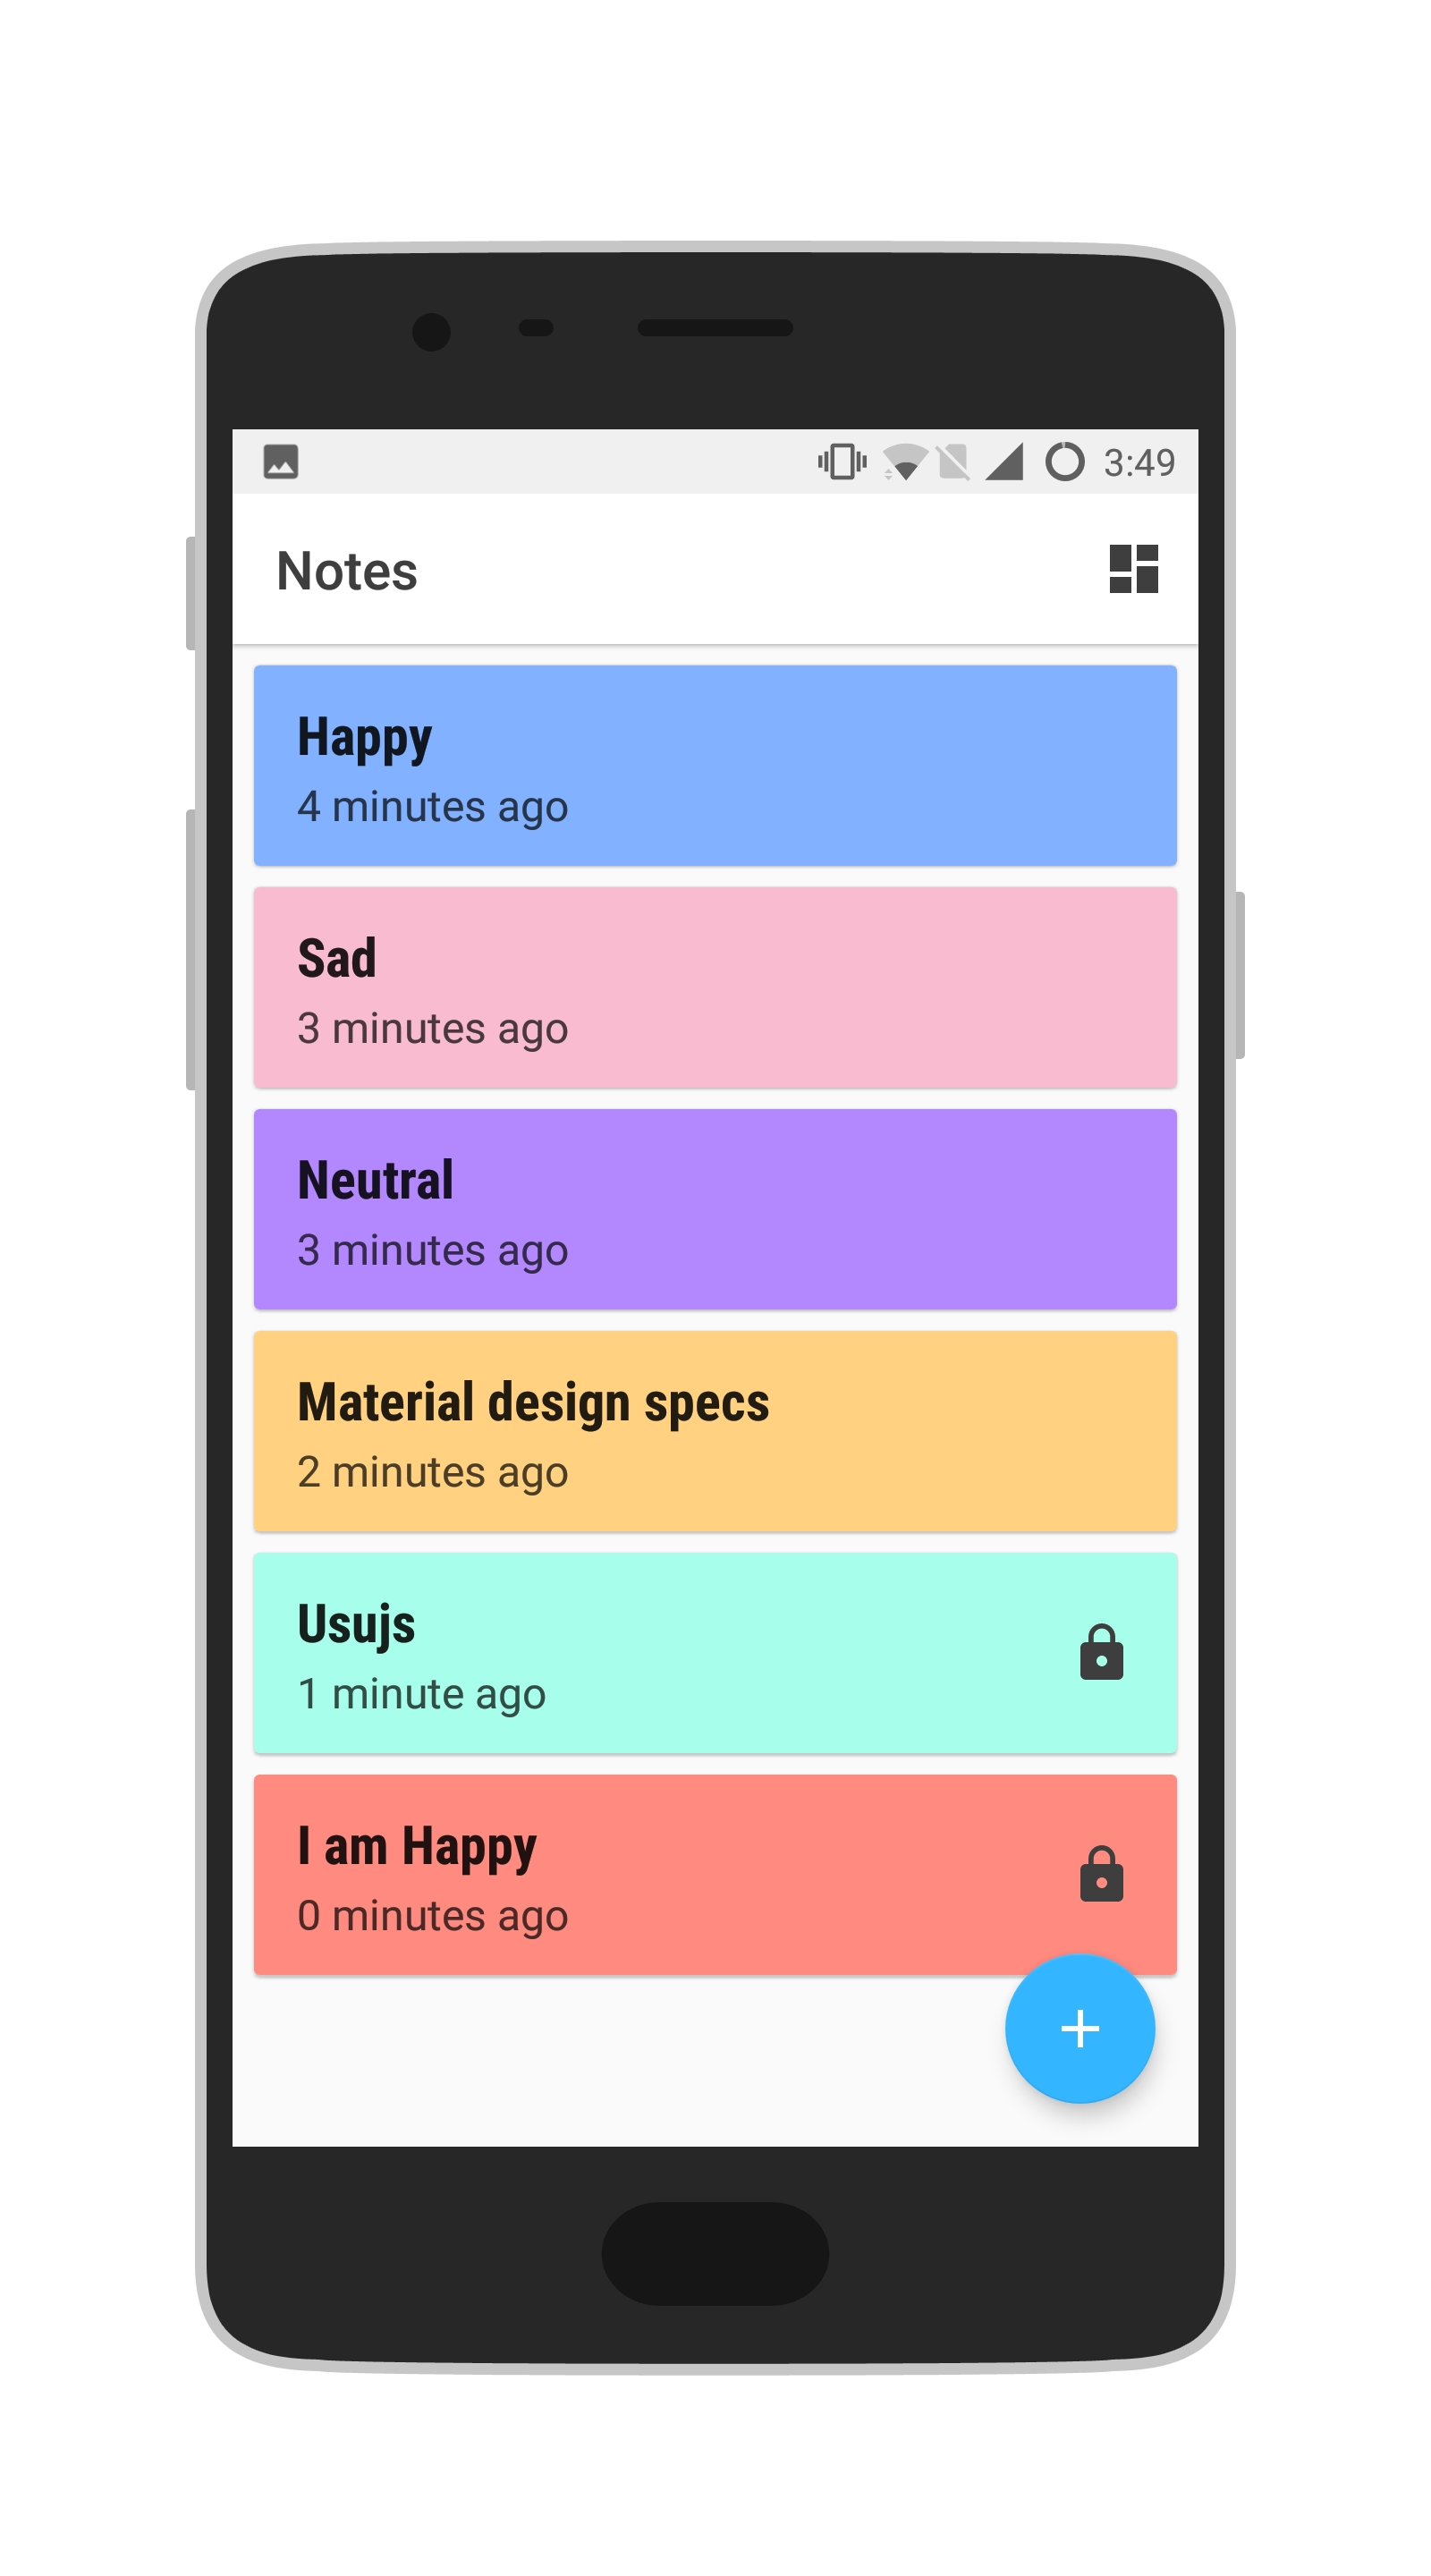 3:49
Notes
Happy
4 minutes ago
Sad
3 minutes ago
Neutral
3 minutes ago
Material design specs
2 minutes ago
Usujs
1 minute ago
I am Happy
0 minutes ago